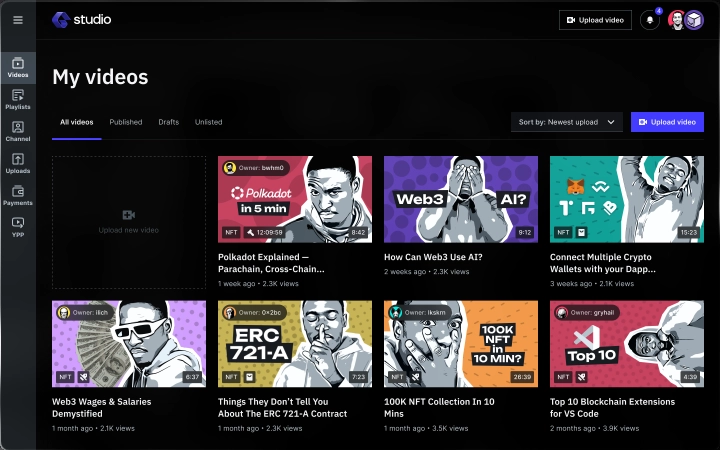 studio
Upload video
4
My videos
Videos
Playlists
Channel
Uploads
Payments
YPP
All videos
Published
Drafts
Unlisted
Sort by: Newest upload
Upload video
Upload new video
Owner: bwhm0
Polkadot
in 5 min
NFT
12:09:59
8:42
Polkadot Explained —
Parachain, Cross-Chain...
1 week ago • 2.3K views
Web3 AI?
9:12
How Can Web3 Use AI?
2 weeks ago • 2.3K views
NFT
15:23
Connect Multiple Crypto
Wallets with your Dapp...
3 weeks ago • 2.1K views
Owner: ilich
NFT
6:37
Web3 Wages & Salaries
Demystified
1 month ago • 2.1K views
Owner: 0x2bc
ERC
721-A
NFT
7:23
Things They Don't Tell You
About The ERC 721-A Contract
1 month ago • 2.3K views
Owner: lkskrn
100K
NFT
in
10 MIN?
NFT
26:39
100K NFT Collection In 10
Mins
1 month ago • 3.5K views
Owner: gryhail
Top 10
NFT
4:39
Top 10 Blockchain Extensions
for VS Code
2 months ago • 3.9K views